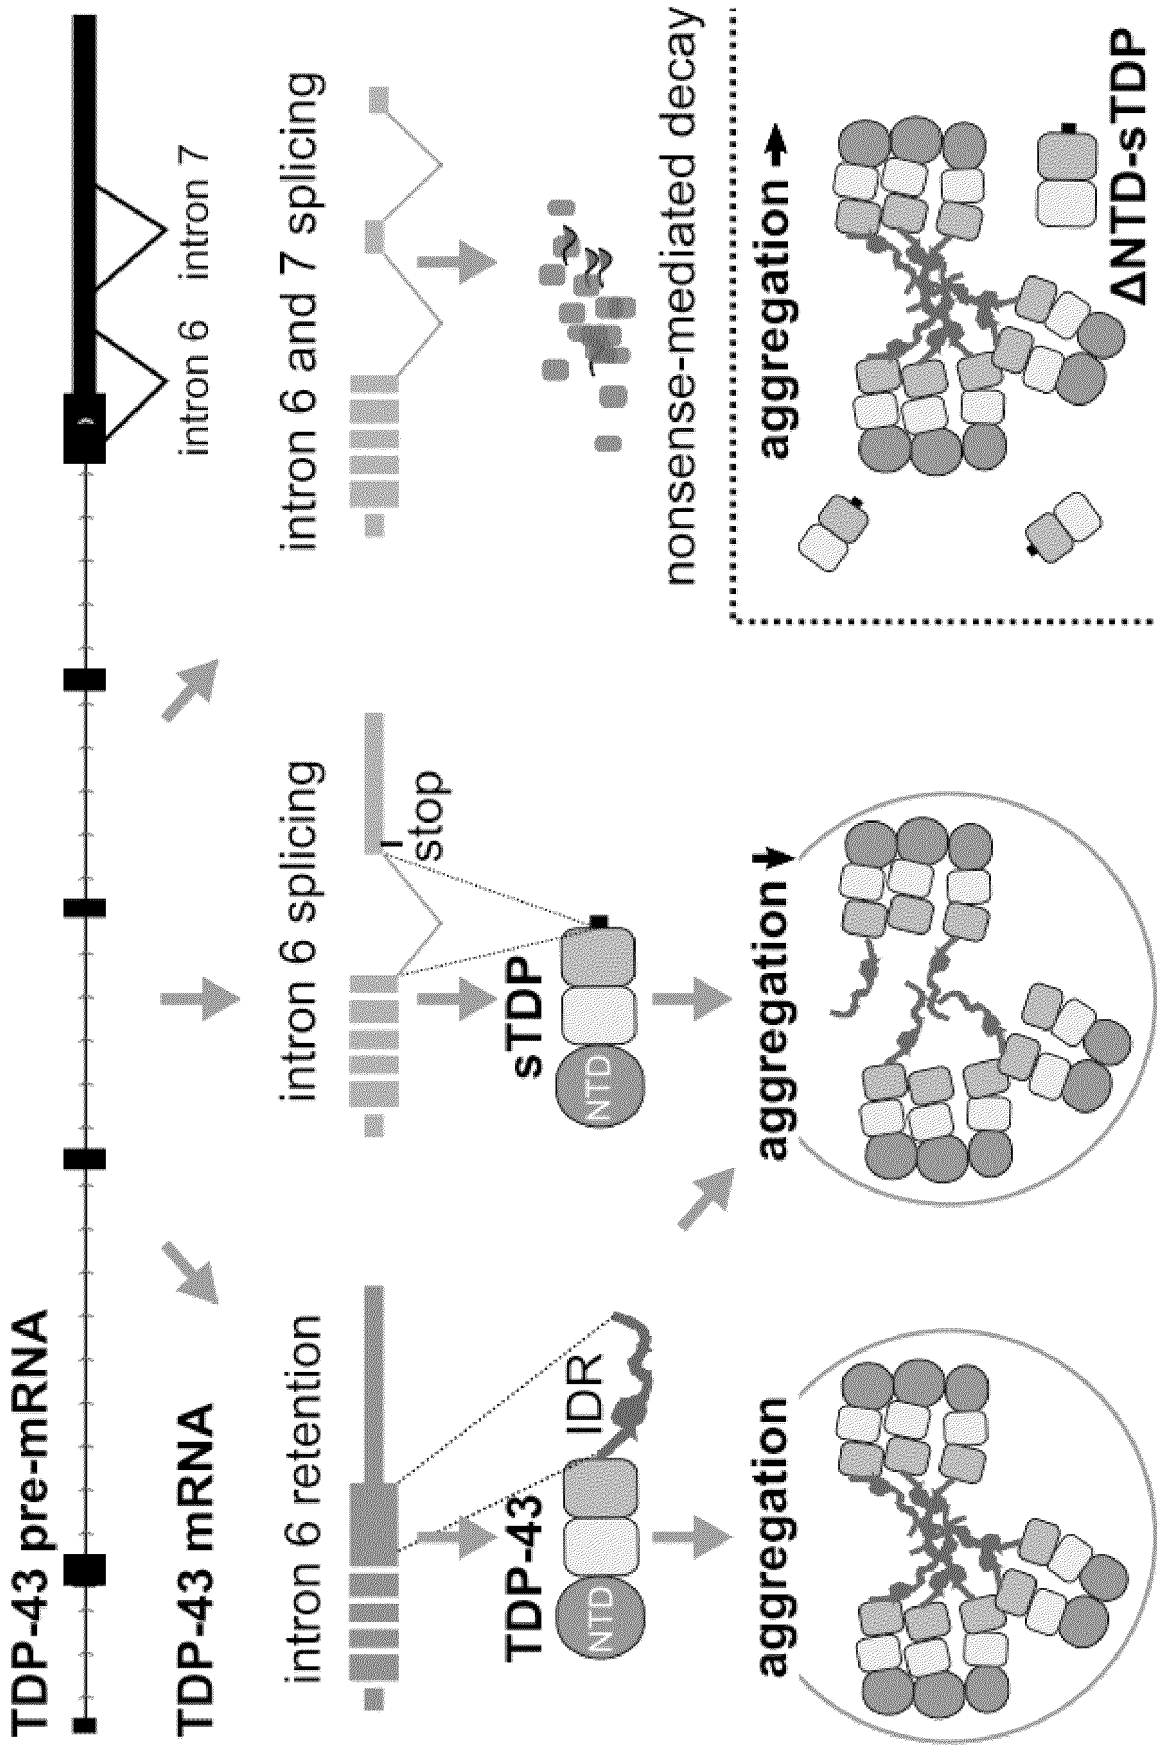 TDP-43 pre-mRNA
intron 6
intron 7
TDP-43 mRNA
intron 6 retention
intron 6 splicing
intron 6 and 7 splicing
stop
TDP-43
NTD
IDR
sTDP
NTD
nonsense-mediated decay
aggregation
aggregation
aggregation
ΔNTD-sTDP